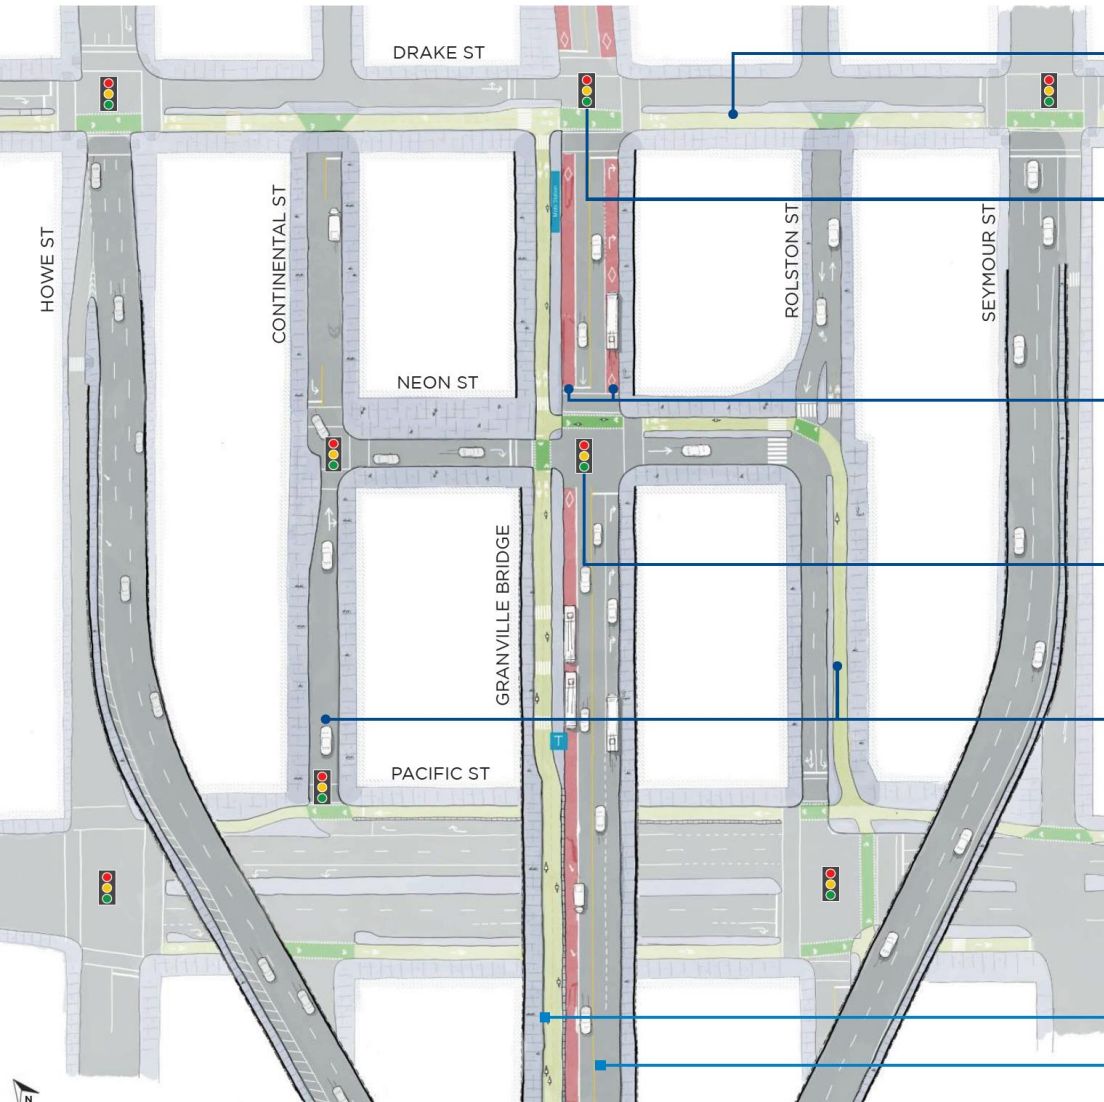 DRAKE ST
HOWE ST
CONTINENTAL ST
ROLSTON ST
SEYMOUR ST
NEON ST
GRANVILLE BRIDGE
T
PACIFIC ST
N